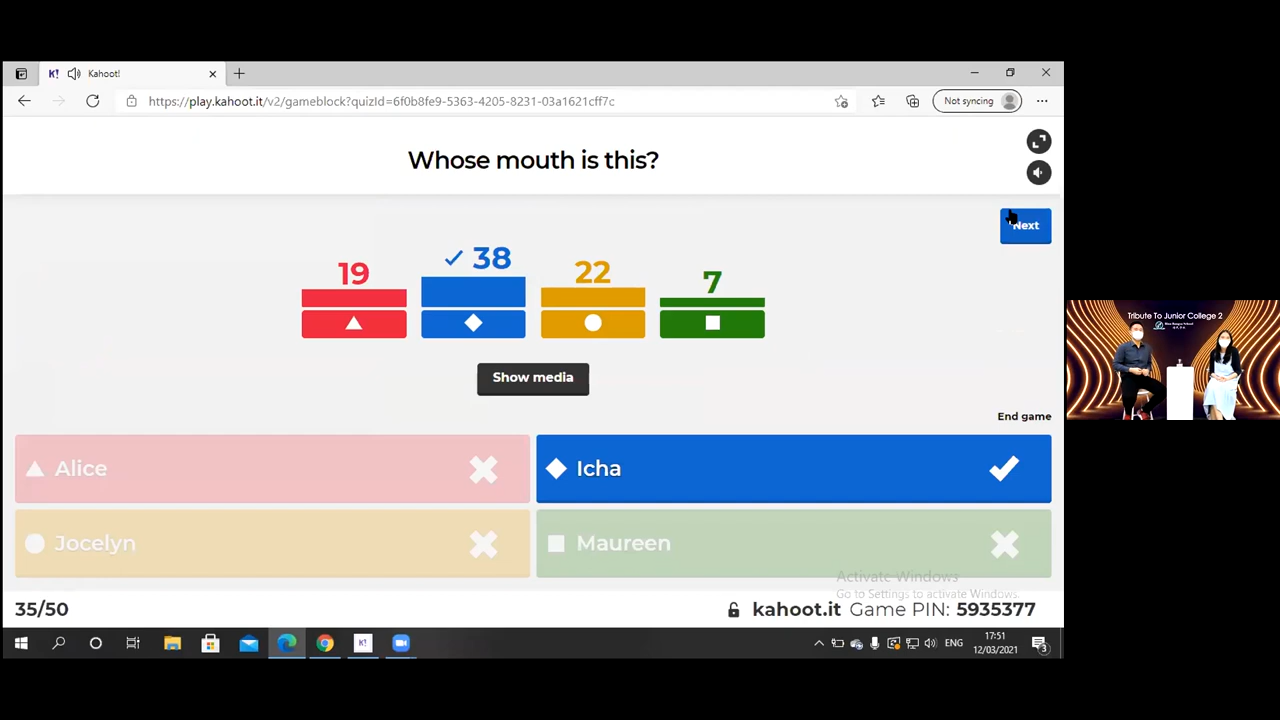 Kahoot!
https://play.kahoot.it/v2/gameblock?quizId=6f0b8fe9-5363-4205-8231-03a1621cff7c
Not syncing
Whose mouth is this?
Next
19
38
22
7
Show media
End game
Alice
Icha
Jocelyn
Maureen
Activate Windows
Go to Settings to activate Windows.
35/50
kahoot.it Game PIN: 5935377
ENG
17:51
12/03/2021
3
Tribute To Junior College 2